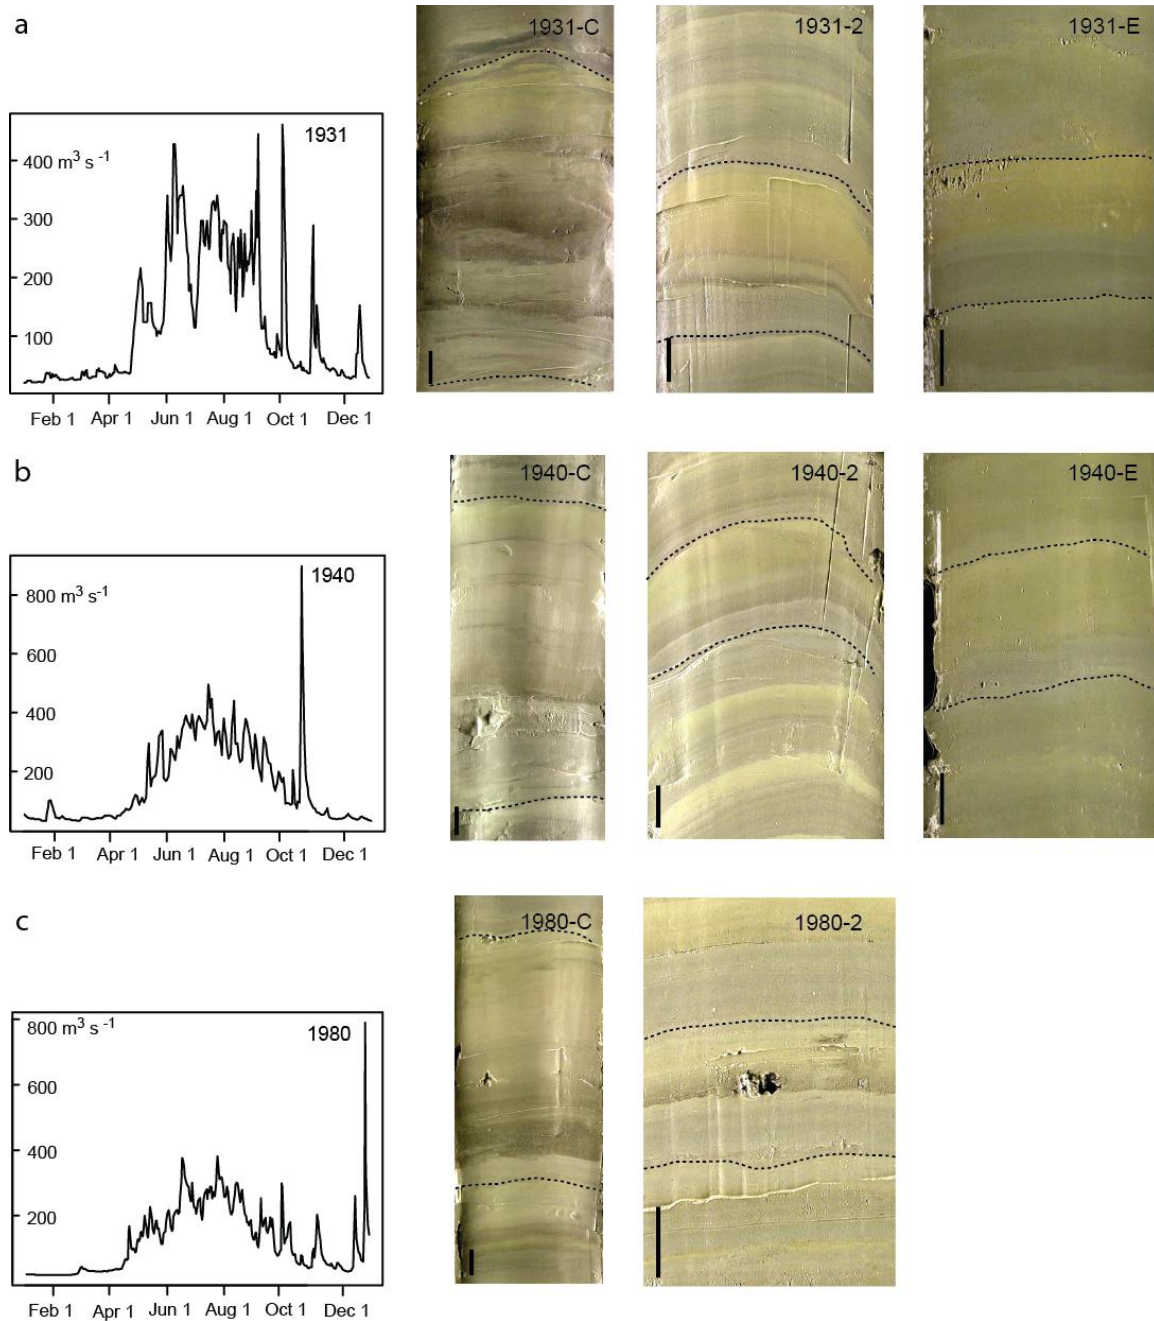 a
1931-C
1931-2
1931-E
1931
400 m³ s⁻¹
300
200
100
Feb 1 Apr 1 Jun 1 Aug 1 Oct 1 Dec 1
b
1940-C
1940-2
1940-E
1940
800 m³ s⁻¹
600
400
200
Feb 1 Apr 1 Jun 1 Aug 1 Oct 1 Dec 1
c
1980-C
1980-2
800 m³ s⁻¹
1980
600
400
200
Feb 1 Apr 1 Jun 1 Aug 1 Oct 1 Dec 1